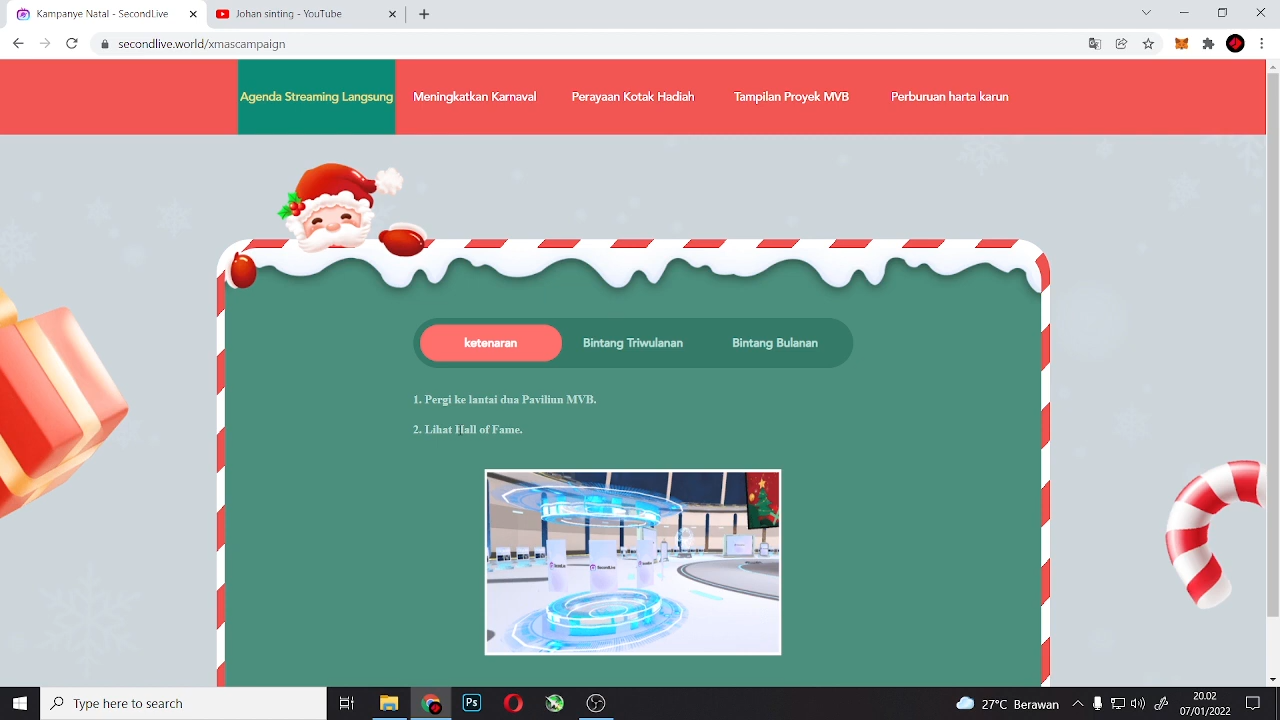 Kampanye Natal - SecondLive
Johan sinting - YouTube
secondlive.world/xmascampaign
Agenda Streaming Langsung
Meningkatkan Karnaval
Perayaan Kotak Hadiah
Tampilan Proyek MVB
Perburuan harta karun
ketenaran
Bintang Triwulanan
Bintang Bulanan
1. Pergi ke lantai dua Paviliun MVB.
2. Lihat Hall of Fame.
SecondLive
Type here to search
Ps
27°C Berawan
20.02
07/01/2022